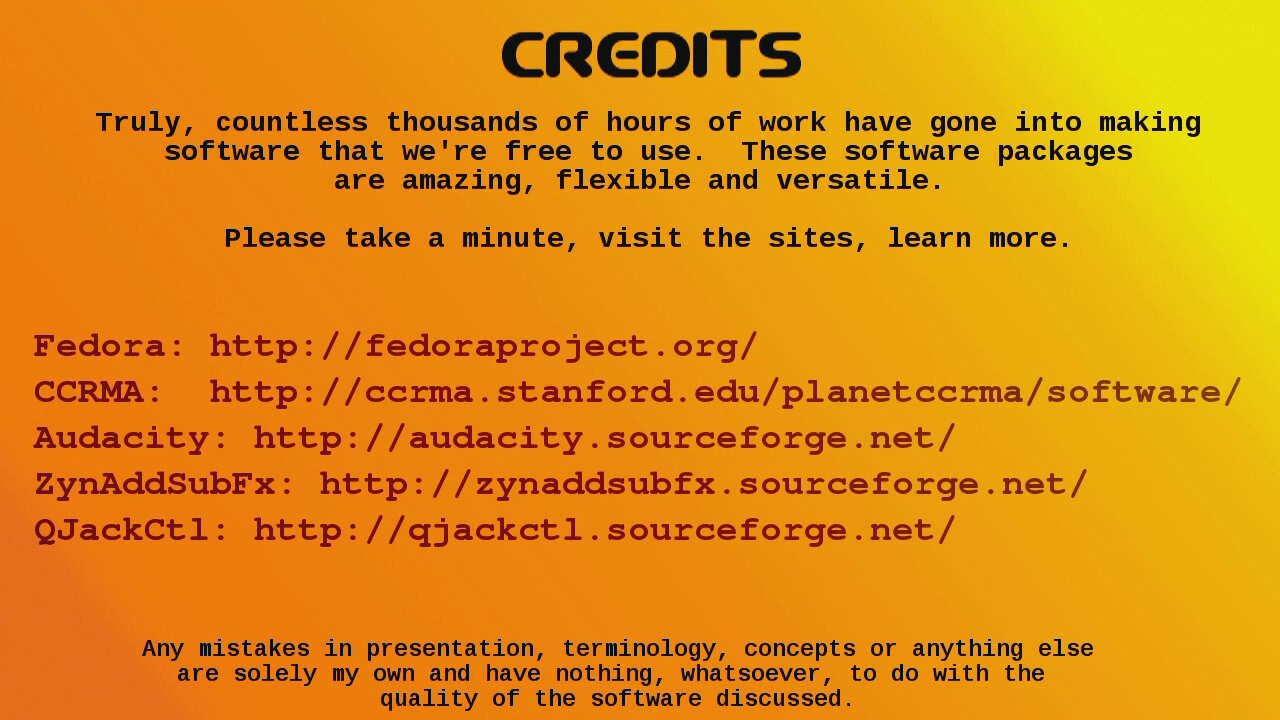 CREDITS
Truly, countless thousands of hours of work have gone into making
software that we're free to use.  These software packages
are amazing, flexible and versatile.
Please take a minute, visit the sites, learn more.
Fedora: http://fedoraproject.org/
CCRMA:  http://ccrma.stanford.edu/planetccrma/software/
Audacity: http://audacity.sourceforge.net/
ZynAddSubFx: http://zynaddsubfx.sourceforge.net/
QJackCtl: http://qjackctl.sourceforge.net/
Any mistakes in presentation, terminology, concepts or anything else
are solely my own and have nothing, whatsoever, to do with the
quality of the software discussed.